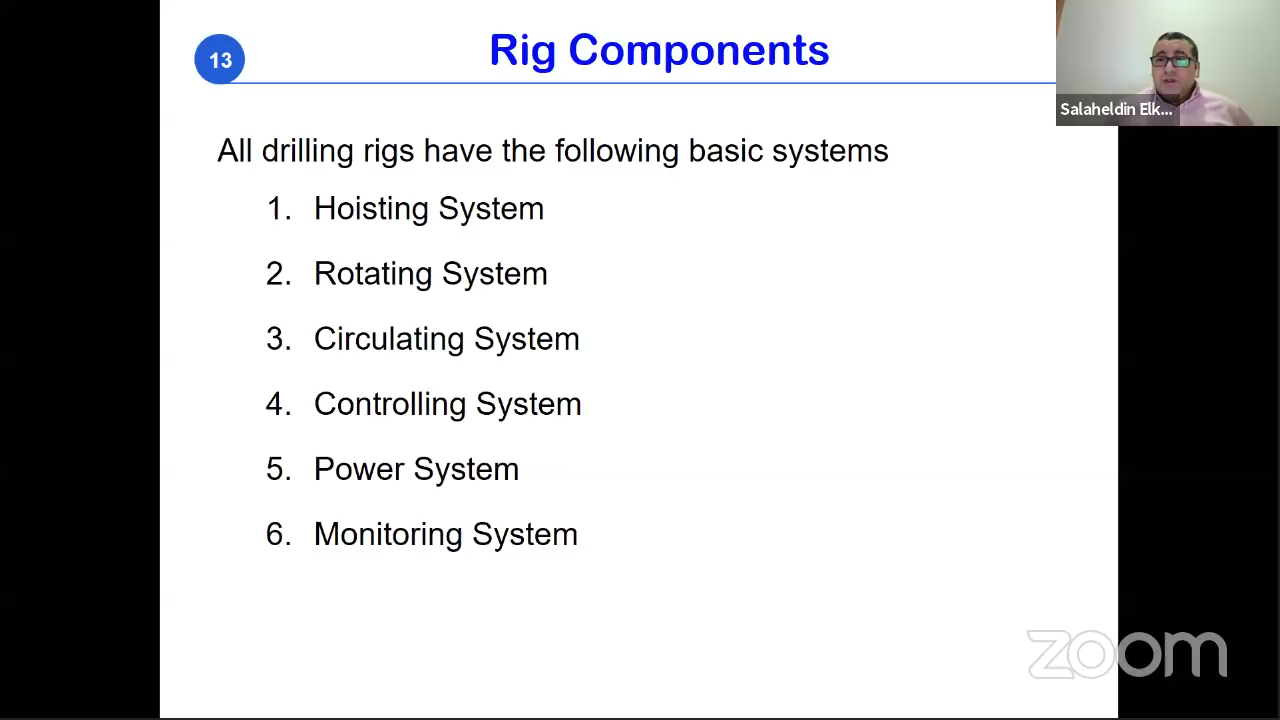 13
Rig Components
Salaheldin Elk...
All drilling rigs have the following basic systems
1. Hoisting System
2. Rotating System
3. Circulating System
4. Controlling System
5. Power System
6. Monitoring System
zoom